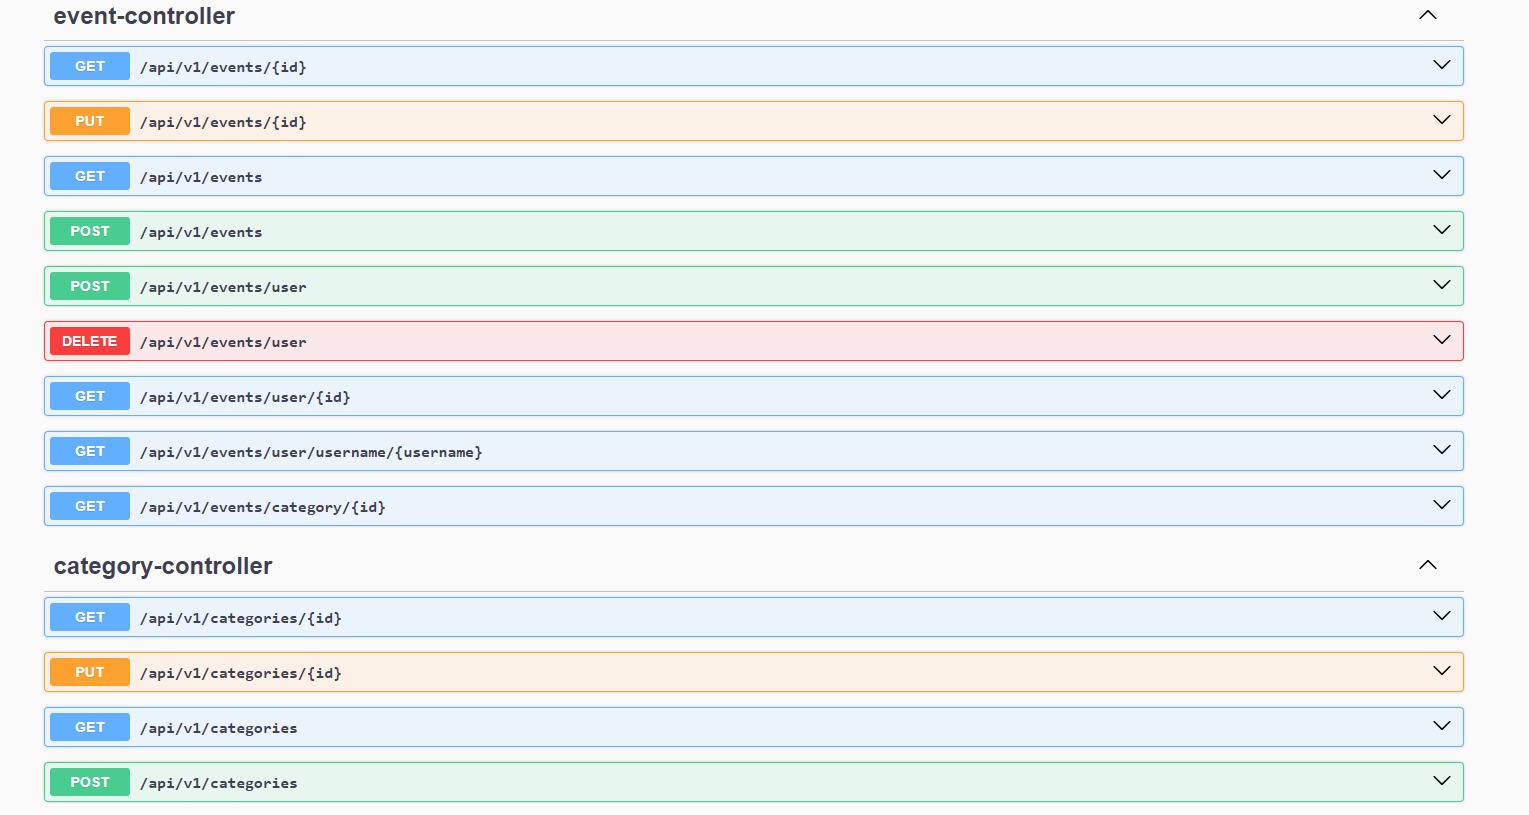 event-controller
GET /api/v1/events/{id}
PUT /api/v1/events/{id}
GET /api/v1/events
POST /api/v1/events
POST /api/v1/events/user
DELETE /api/v1/events/user
GET /api/v1/events/user/{id}
GET /api/v1/events/user/username/{username}
GET /api/v1/events/category/{id}
category-controller
GET /api/v1/categories/{id}
PUT /api/v1/categories/{id}
GET /api/v1/categories
POST /api/v1/categories